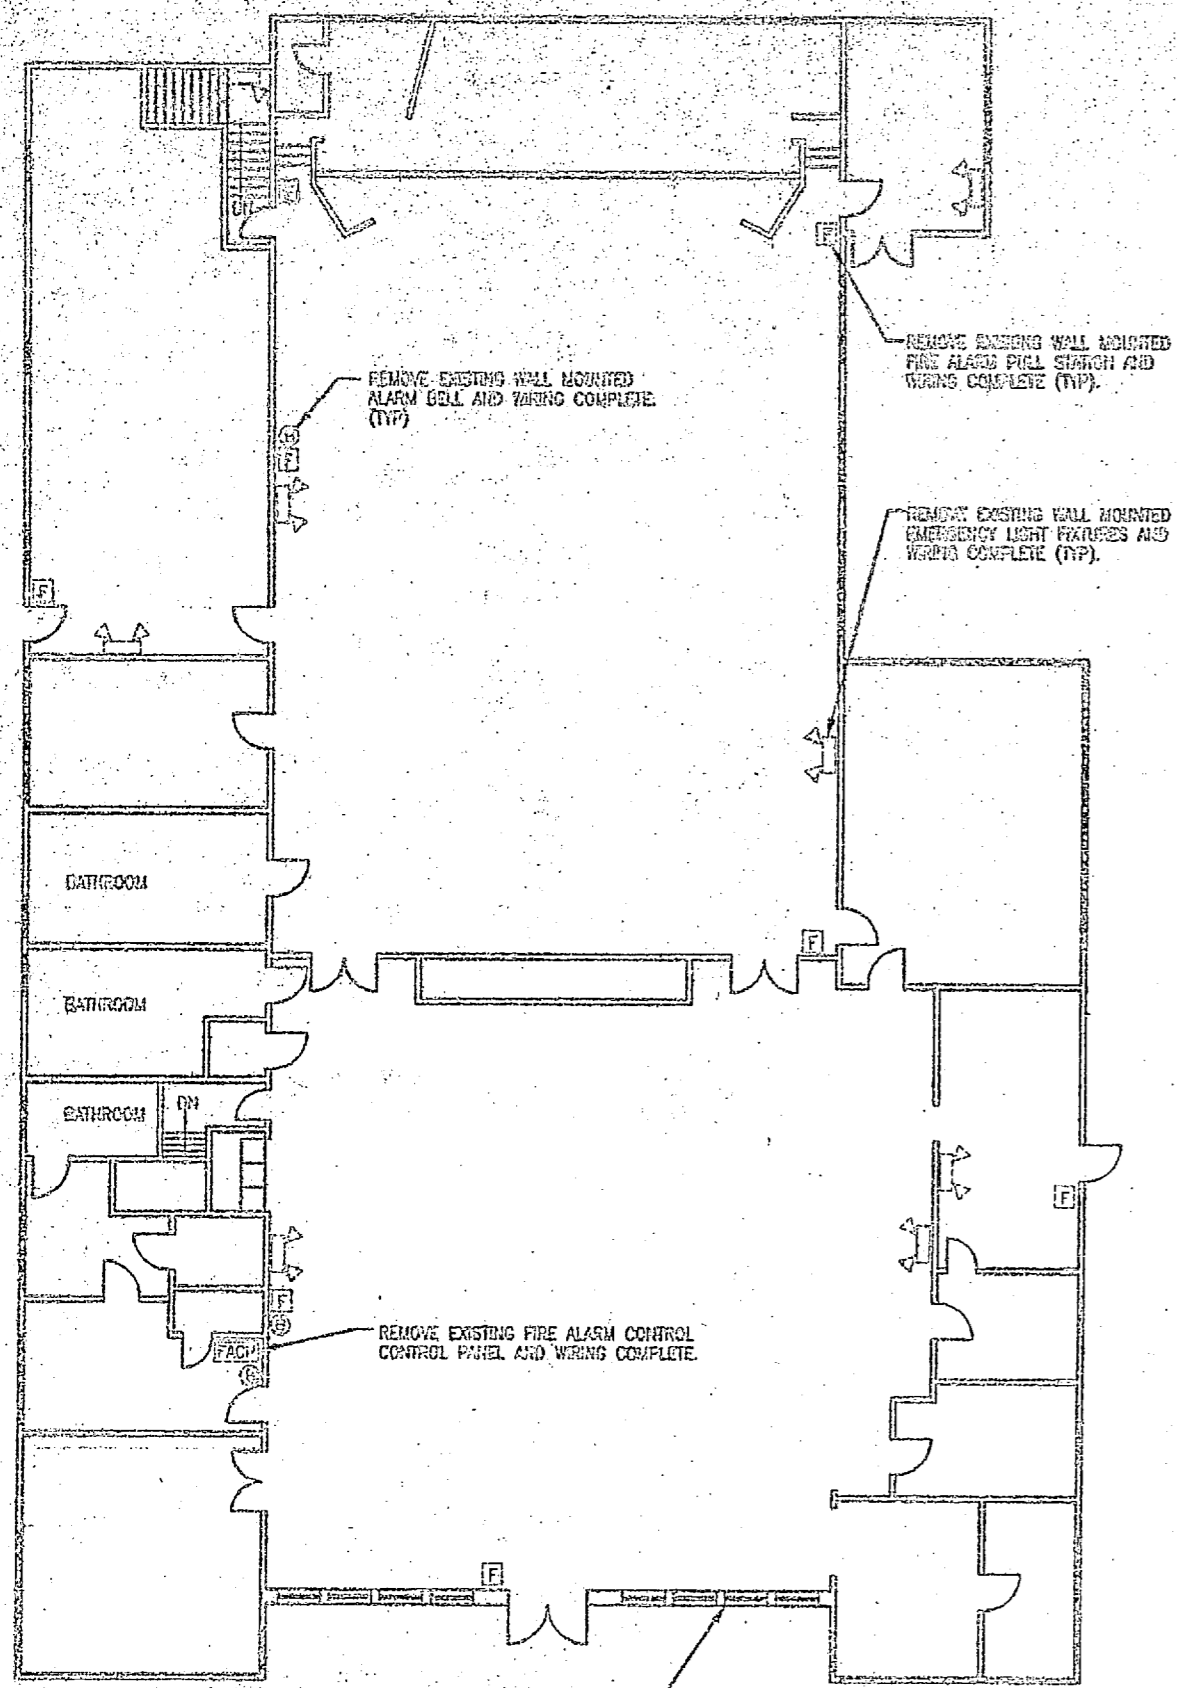 F
REMOVE EXISTING WALL MOUNTED
FIRE ALARM PULL STATION AND
WIRING COMPLETE (TYP).
REMOVE EXISTING WALL MOUNTED
ALARM BELL AND WIRING COMPLETE.
(TYP)
H
F
REMOVE EXISTING WALL MOUNTED
EMERGENCY LIGHT FIXTURES AND
WIRING COMPLETE (TYP).
F
BATHROOM
F
BATHROOM
BATHROOM
DN
F
F
H
REMOVE EXISTING FIRE ALARM CONTROL
CONTROL PANEL AND WIRING COMPLETE.
FACP
F